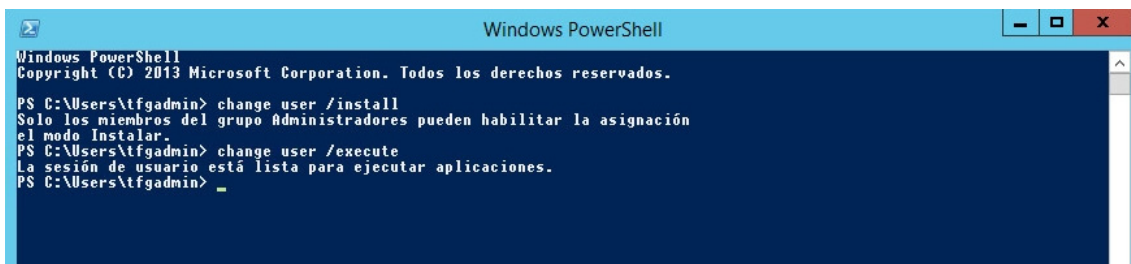 Windows PowerShell
Windows PowerShell
Copyright (C) 2013 Microsoft Corporation. Todos los derechos reservados.
PS C:\Users\tfgadmin> change user /install
Solo los miembros del grupo Administradores pueden habilitar la asignación
el modo Instalar.
PS C:\Users\tfgadmin> change user /execute
La sesión de usuario está lista para ejecutar aplicaciones.
PS C:\Users\tfgadmin> _